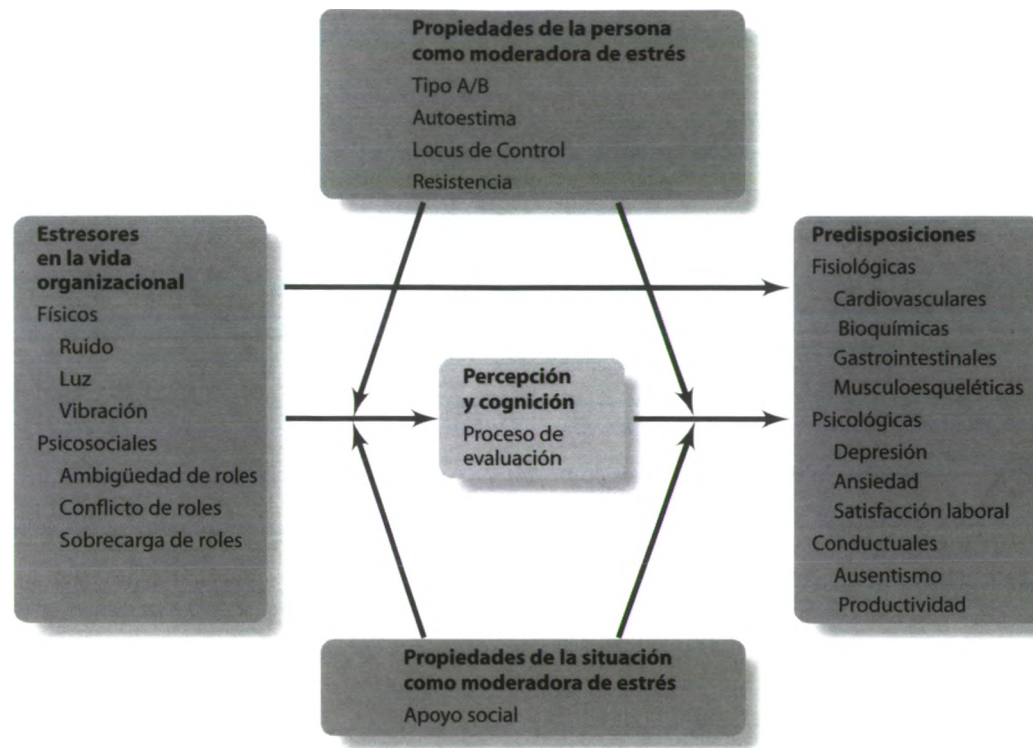 Propiedades de la persona
como moderadora de estrés
Tipo A/B
Autoestima
Locus de Control
Resistencia
Estresores
en la vida
organizacional
Físicos
Ruido
Luz
Vibración
Psicosociales
Ambigüedad de roles
Conflicto de roles
Sobrecarga de roles
Percepción
y cognición
Proceso de
evaluación
Predisposiciones
Fisiológicas
Cardiovasculares
Bioquímicas
Gastrointestinales
Musculoesqueléticas
Psicológicas
Depresión
Ansiedad
Satisfacción laboral
Conductuales
Ausentismo
Productividad
Propiedades de la situación
como moderadora de estrés
Apoyo social